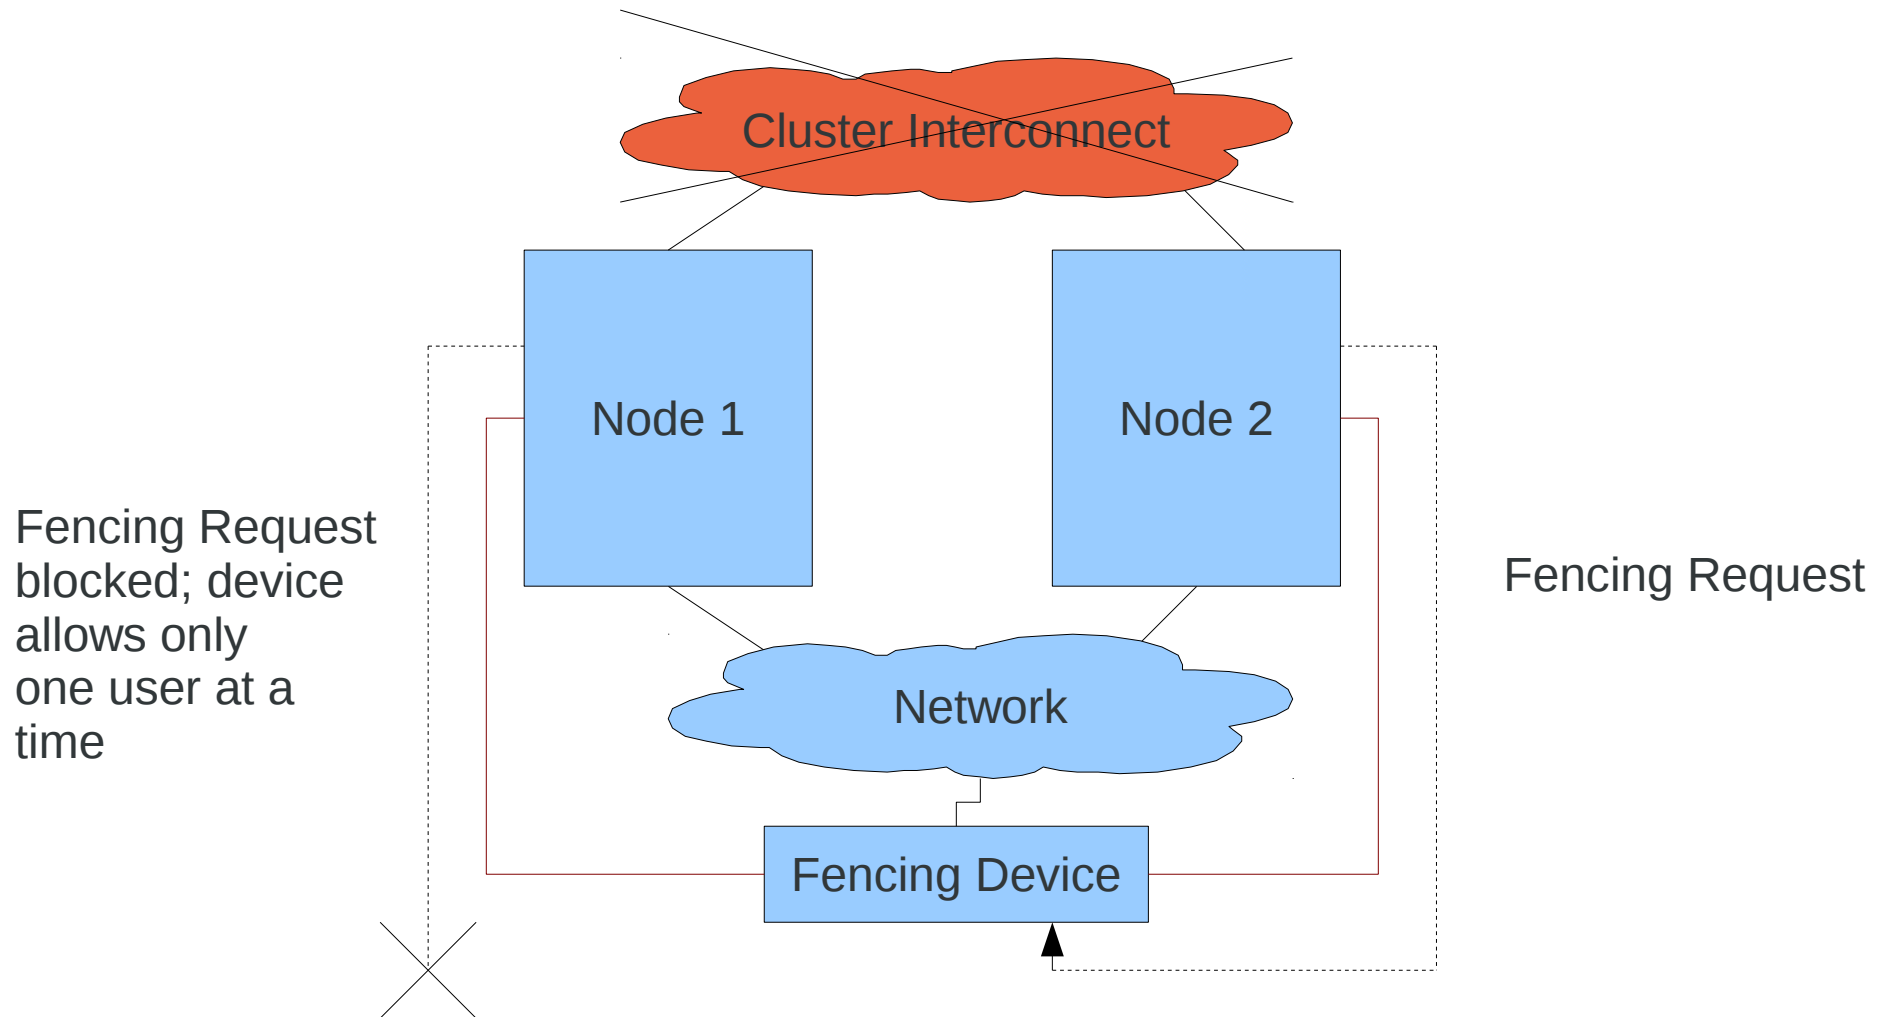 Cluster Interconnect
Node 1
Node 2
Fencing Request
blocked; device
allows only
one user at a
time
Fencing Request
Network
Fencing Device